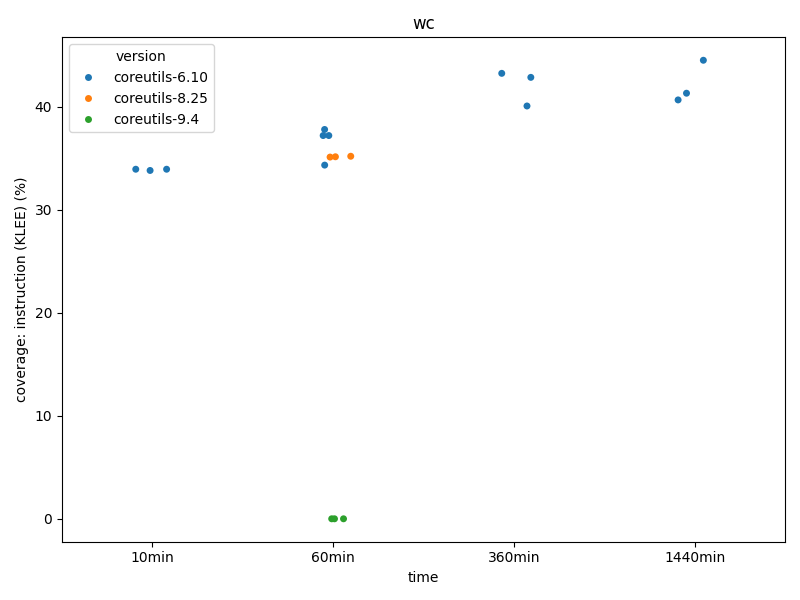 wc
version
coreutils-6.10
coreutils-8.25
coreutils-9.4
coverage: instruction (KLEE) (%)
40
30
20
10
0
10min
60min
360min
1440min
time